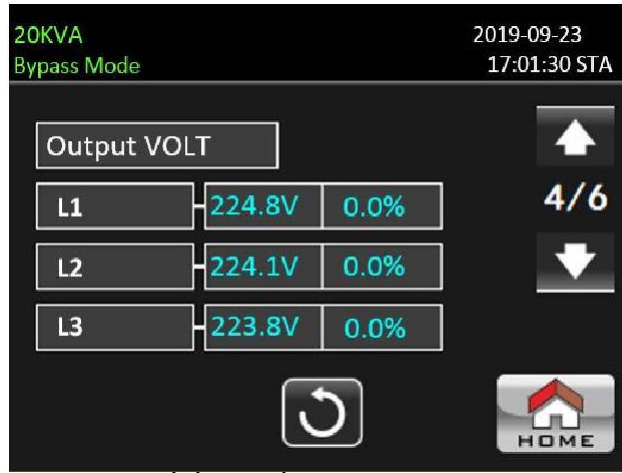 20KVA
2019-09-23
Bypass Mode
17:01:30 STA
Output VOLT
L1 224.8V 0.0%
4/6
L2 224.1V 0.0%
L3 223.8V 0.0%
HOME